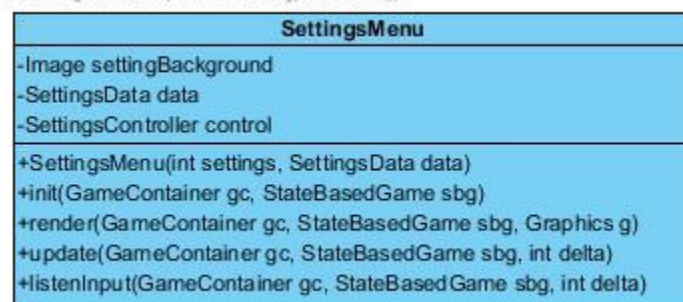 SettingsMenu
-Image settingBackground
-SettingsData data
-SettingsController control
+SettingsMenu(int settings, SettingsData data)
+init(GameContainer gc, StateBasedGame sbg)
+render(GameContainer gc, StateBasedGame sbg, Graphics g)
+update(GameContainer gc, StateBasedGame sbg, int delta)
+listenInput(GameContainer gc, StateBasedGame sbg, int delta)